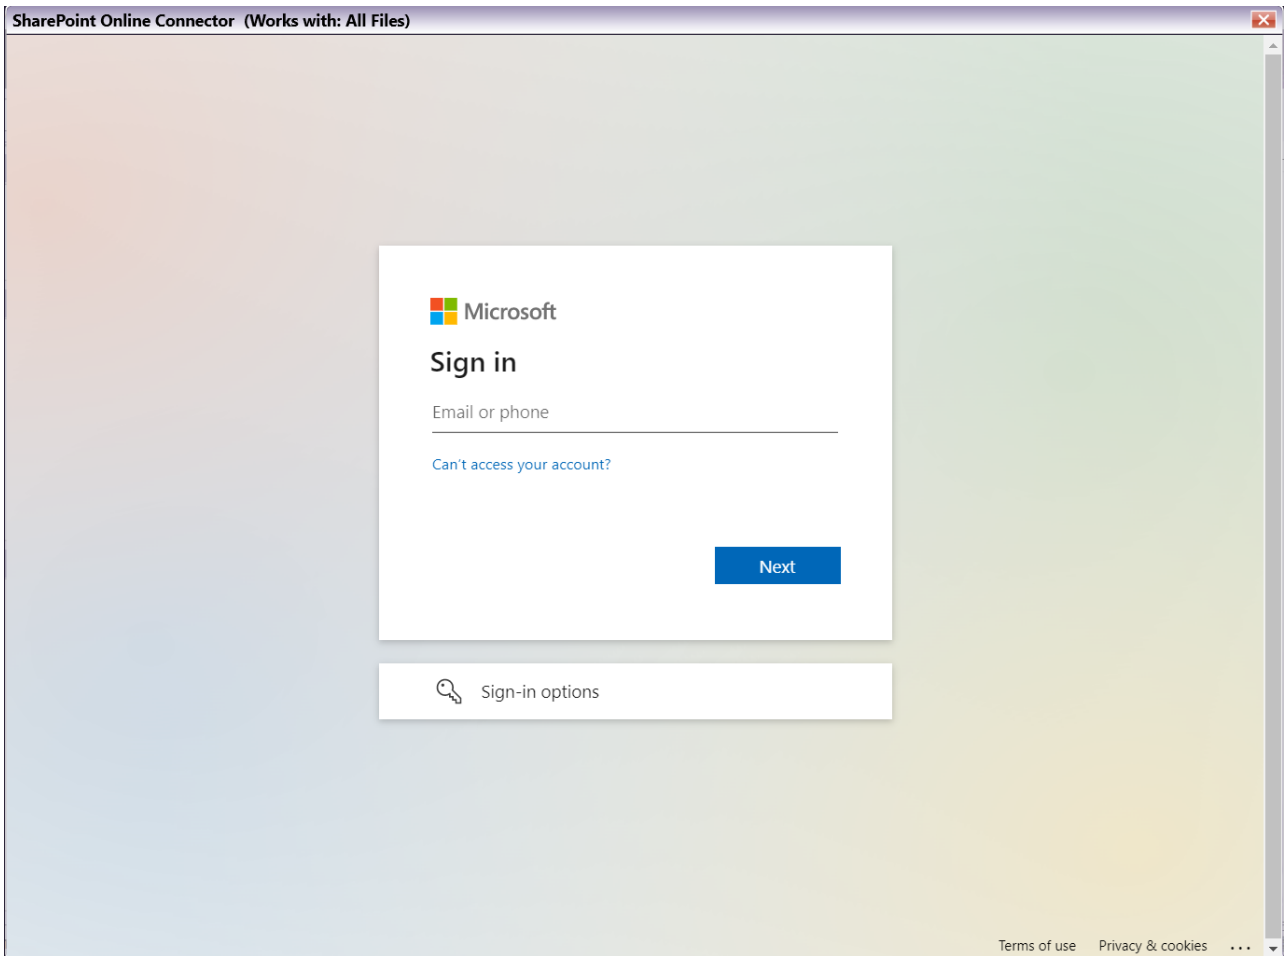 SharePoint Online Connector  (Works with: All Files)
Microsoft
Sign in
Email or phone
Can't access your account?
Next
Sign-in options
Terms of use  Privacy & cookies  ...